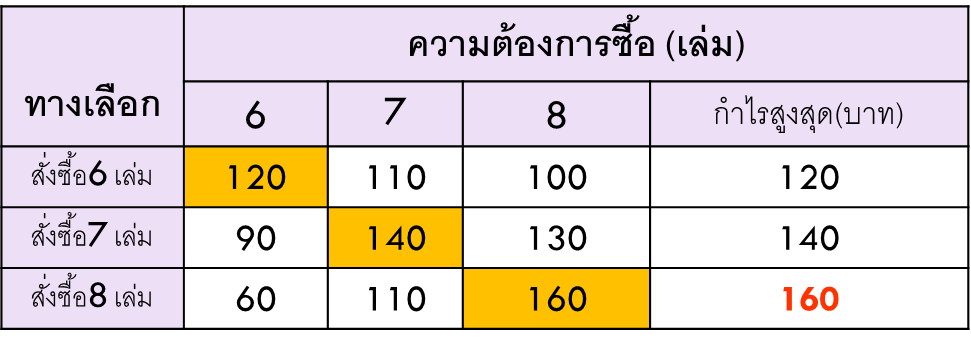 ทางเลือก ความต้องการซื้อ (เล่ม)
6 7 8 กำไรสูงสุด(บาท)
สั่งซื้อ6 เล่ม 120 110 100 120
สั่งซื้อ7 เล่ม 90 140 130 140
สั่งซื้อ8 เล่ม 60 110 160 160